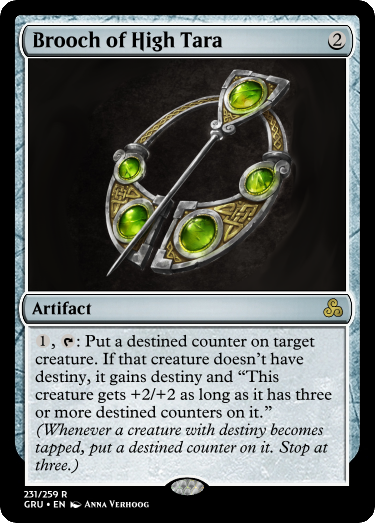 Brooch of High Tara 2
Artifact
1, : Put a destined counter on target
creature. If that creature doesn't have
destiny, it gains destiny and “This
creature gets +2/+2 as long as it has three
or more destined counters on it.”
(Whenever a creature with destiny becomes
tapped, put a destined counter on it. Stop at
three.)
231/259 R
GRU • EN Anna Verhoog